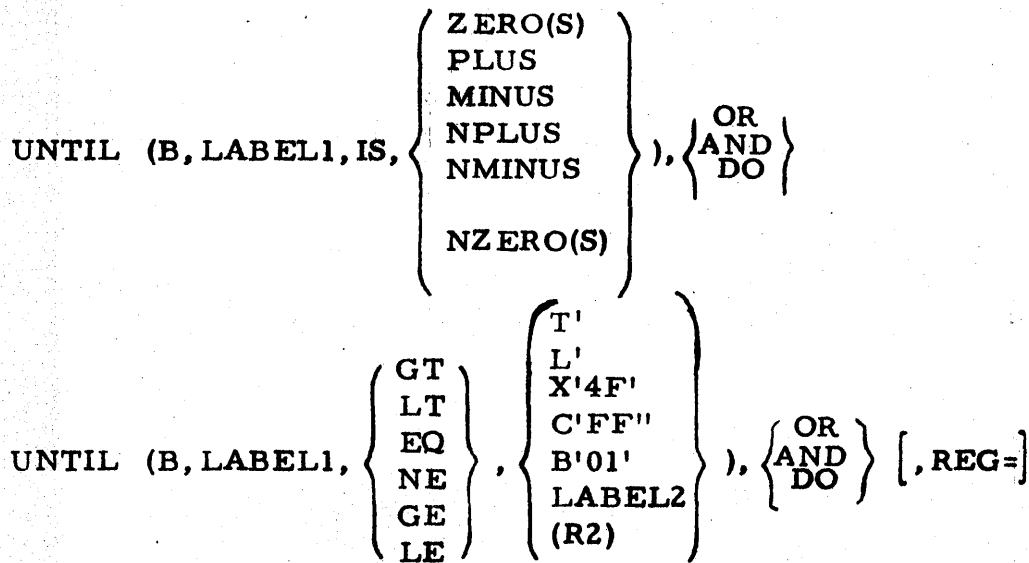 UNTIL (B, LABEL1, IS, { ZERO(S)
PLUS
MINUS
NPLUS
NMINUS
NZERO(S) } ), { OR
AND
DO }
UNTIL (B, LABEL1, { GT
LT
EQ
NE
GE
LE } , { T'
L'
X'4F'
C'FF"
B'01'
LABEL2
(R2) } ), { OR
AND
DO } [, REG=]